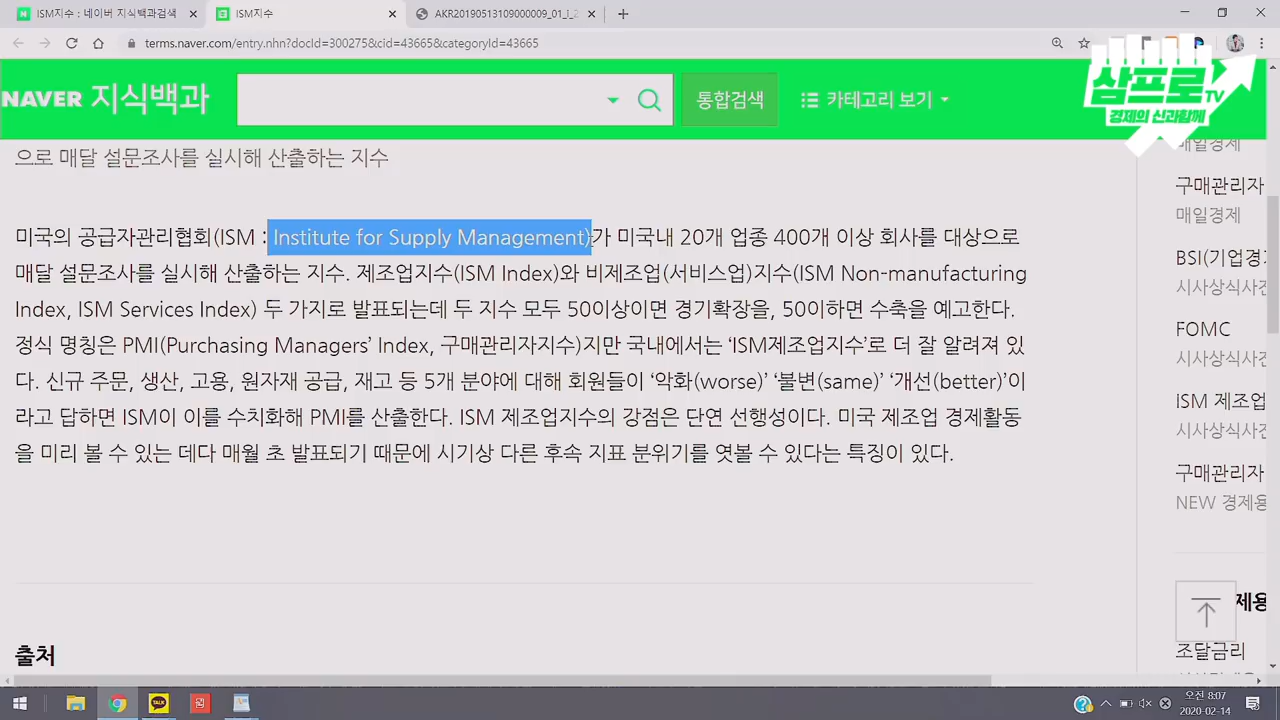 ISM지수 : 네이버 지식백과검색
ISM지수
AKR20190513109000009_01_i_2
terms.naver.com/entry.nhn?docId=300275&cid=43665&categoryId=43665
NAVER 지식백과
통합검색
카테고리 보기
삼프로TV
경제의 신과함께
으로 매달 설문조사를 실시해 산출하는 지수
미국의 공급자관리협회(ISM : Institute for Supply Management)가 미국내 20개 업종 400개 이상 회사를 대상으로
매달 설문조사를 실시해 산출하는 지수. 제조업지수(ISM Index)와 비제조업(서비스업)지수(ISM Non-manufacturing
Index, ISM Services Index) 두 가지로 발표되는데 두 지수 모두 50이상이면 경기확장을, 50이하면 수축을 예고한다.
정식 명칭은 PMI(Purchasing Managers’ Index, 구매관리자지수)지만 국내에서는 ‘ISM제조업지수’로 더 잘 알려져 있
다. 신규 주문, 생산, 고용, 원자재 공급, 재고 등 5개 분야에 대해 회원들이 ‘악화(worse)’ ‘불변(same)’ ‘개선(better)’이
라고 답하면 ISM이 이를 수치화해 PMI를 산출한다. ISM 제조업지수의 강점은 단연 선행성이다. 미국 제조업 경제활동
을 미리 볼 수 있는 데다 매월 초 발표되기 때문에 시기상 다른 후속 지표 분위기를 엿볼 수 있다는 특징이 있다.
출처
매일경제
구매관리자
매일경제
BSI(기업경기
시사상식사전
FOMC
시사상식사전
ISM 제조업
시사상식사전
구매관리자
NEW 경제용
제용
조달금리
TALK
오전 8:07
2020-02-14